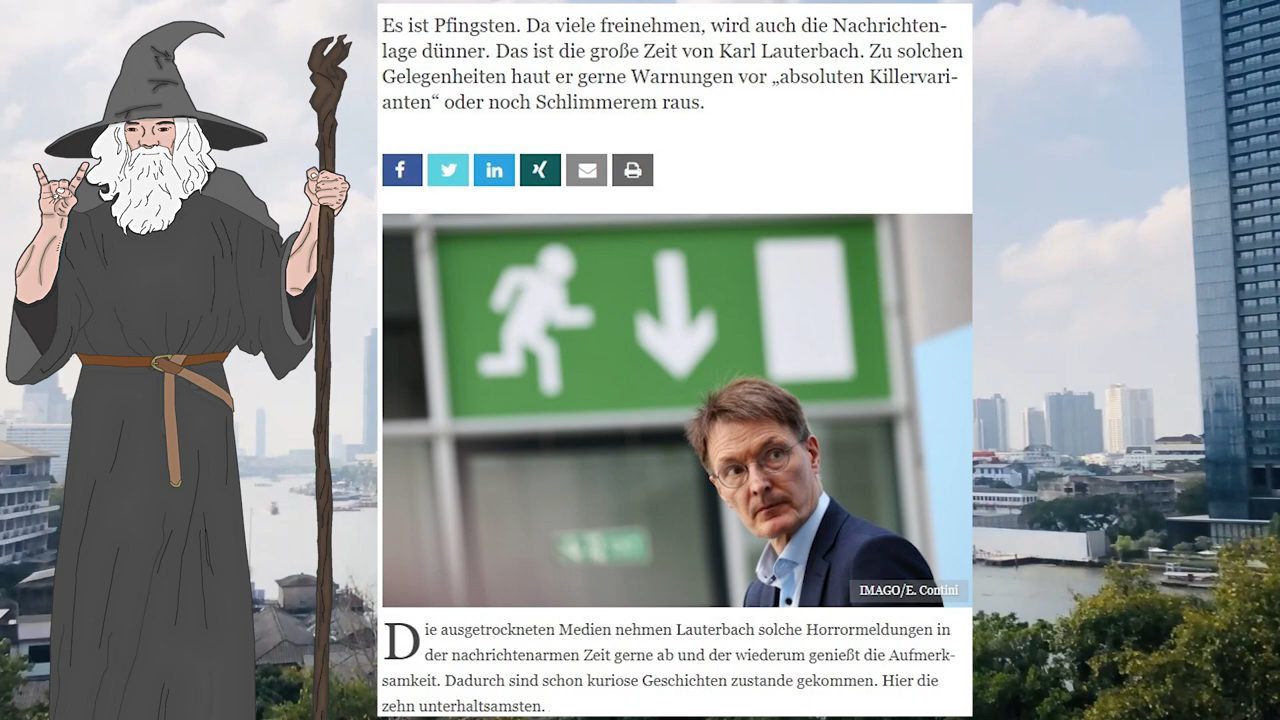 Es ist Pfingsten. Da viele freinehmen, wird auch die Nachrichten-
lage dünner. Das ist die große Zeit von Karl Lauterbach. Zu solchen
Gelegenheiten haut er gerne Warnungen vor „absoluten Killervari-
anten“ oder noch Schlimmerem raus.
IMAGO/E. Contini
Die ausgetrockneten Medien nehmen Lauterbach solche Horrormeldungen in
der nachrichtenarmen Zeit gerne ab und der wiederum genießt die Aufmerk-
samkeit. Dadurch sind schon kuriose Geschichten zustande gekommen. Hier die
zehn unterhaltsamsten.